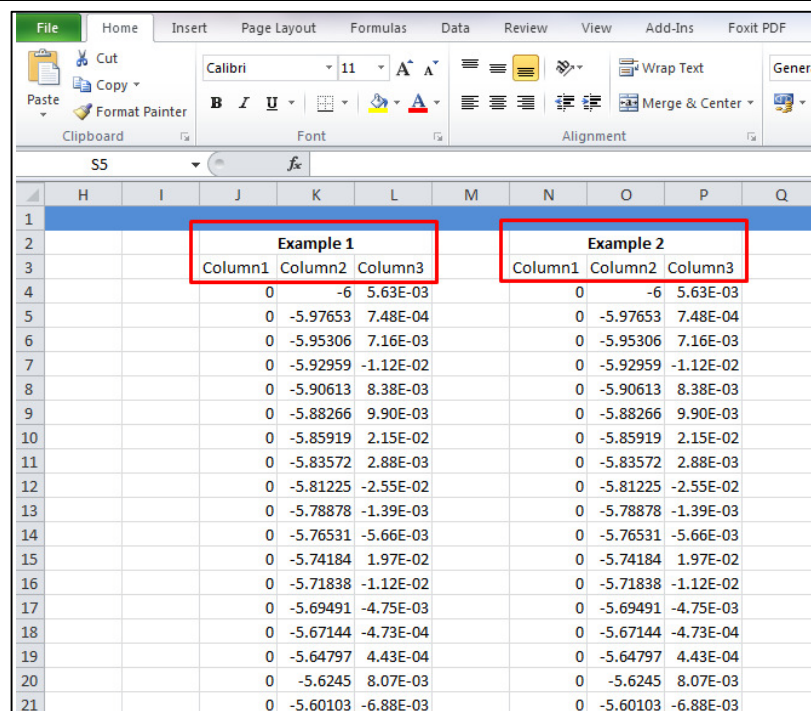 File Home Insert Page Layout Formulas Data Review View Add-Ins Foxit PDF
Cut
Copy
Format Painter
Paste
Calibri 11 A A
B I U A
Wrap Text
Merge & Center
Gener
Clipboard Font Alignment
S5 fx
H I J K L M N O P Q
1
2 Example 1 Example 2
3 Column1 Column2 Column3 Column1 Column2 Column3
4 0 -6 5.63E-03 0 -6 5.63E-03
5 0 -5.97653 7.48E-04 0 -5.97653 7.48E-04
6 0 -5.95306 7.16E-03 0 -5.95306 7.16E-03
7 0 -5.92959 -1.12E-02 0 -5.92959 -1.12E-02
8 0 -5.90613 8.38E-03 0 -5.90613 8.38E-03
9 0 -5.88266 9.90E-03 0 -5.88266 9.90E-03
10 0 -5.85919 2.15E-02 0 -5.85919 2.15E-02
11 0 -5.83572 2.88E-03 0 -5.83572 2.88E-03
12 0 -5.81225 -2.55E-02 0 -5.81225 -2.55E-02
13 0 -5.78878 -1.39E-03 0 -5.78878 -1.39E-03
14 0 -5.76531 -5.66E-03 0 -5.76531 -5.66E-03
15 0 -5.74184 1.97E-02 0 -5.74184 1.97E-02
16 0 -5.71838 -1.12E-02 0 -5.71838 -1.12E-02
17 0 -5.69491 -4.75E-03 0 -5.69491 -4.75E-03
18 0 -5.67144 -4.73E-04 0 -5.67144 -4.73E-04
19 0 -5.64797 4.43E-04 0 -5.64797 4.43E-04
20 0 -5.6245 8.07E-03 0 -5.6245 8.07E-03
21 0 -5.60103 -6.88E-03 0 -5.60103 -6.88E-03